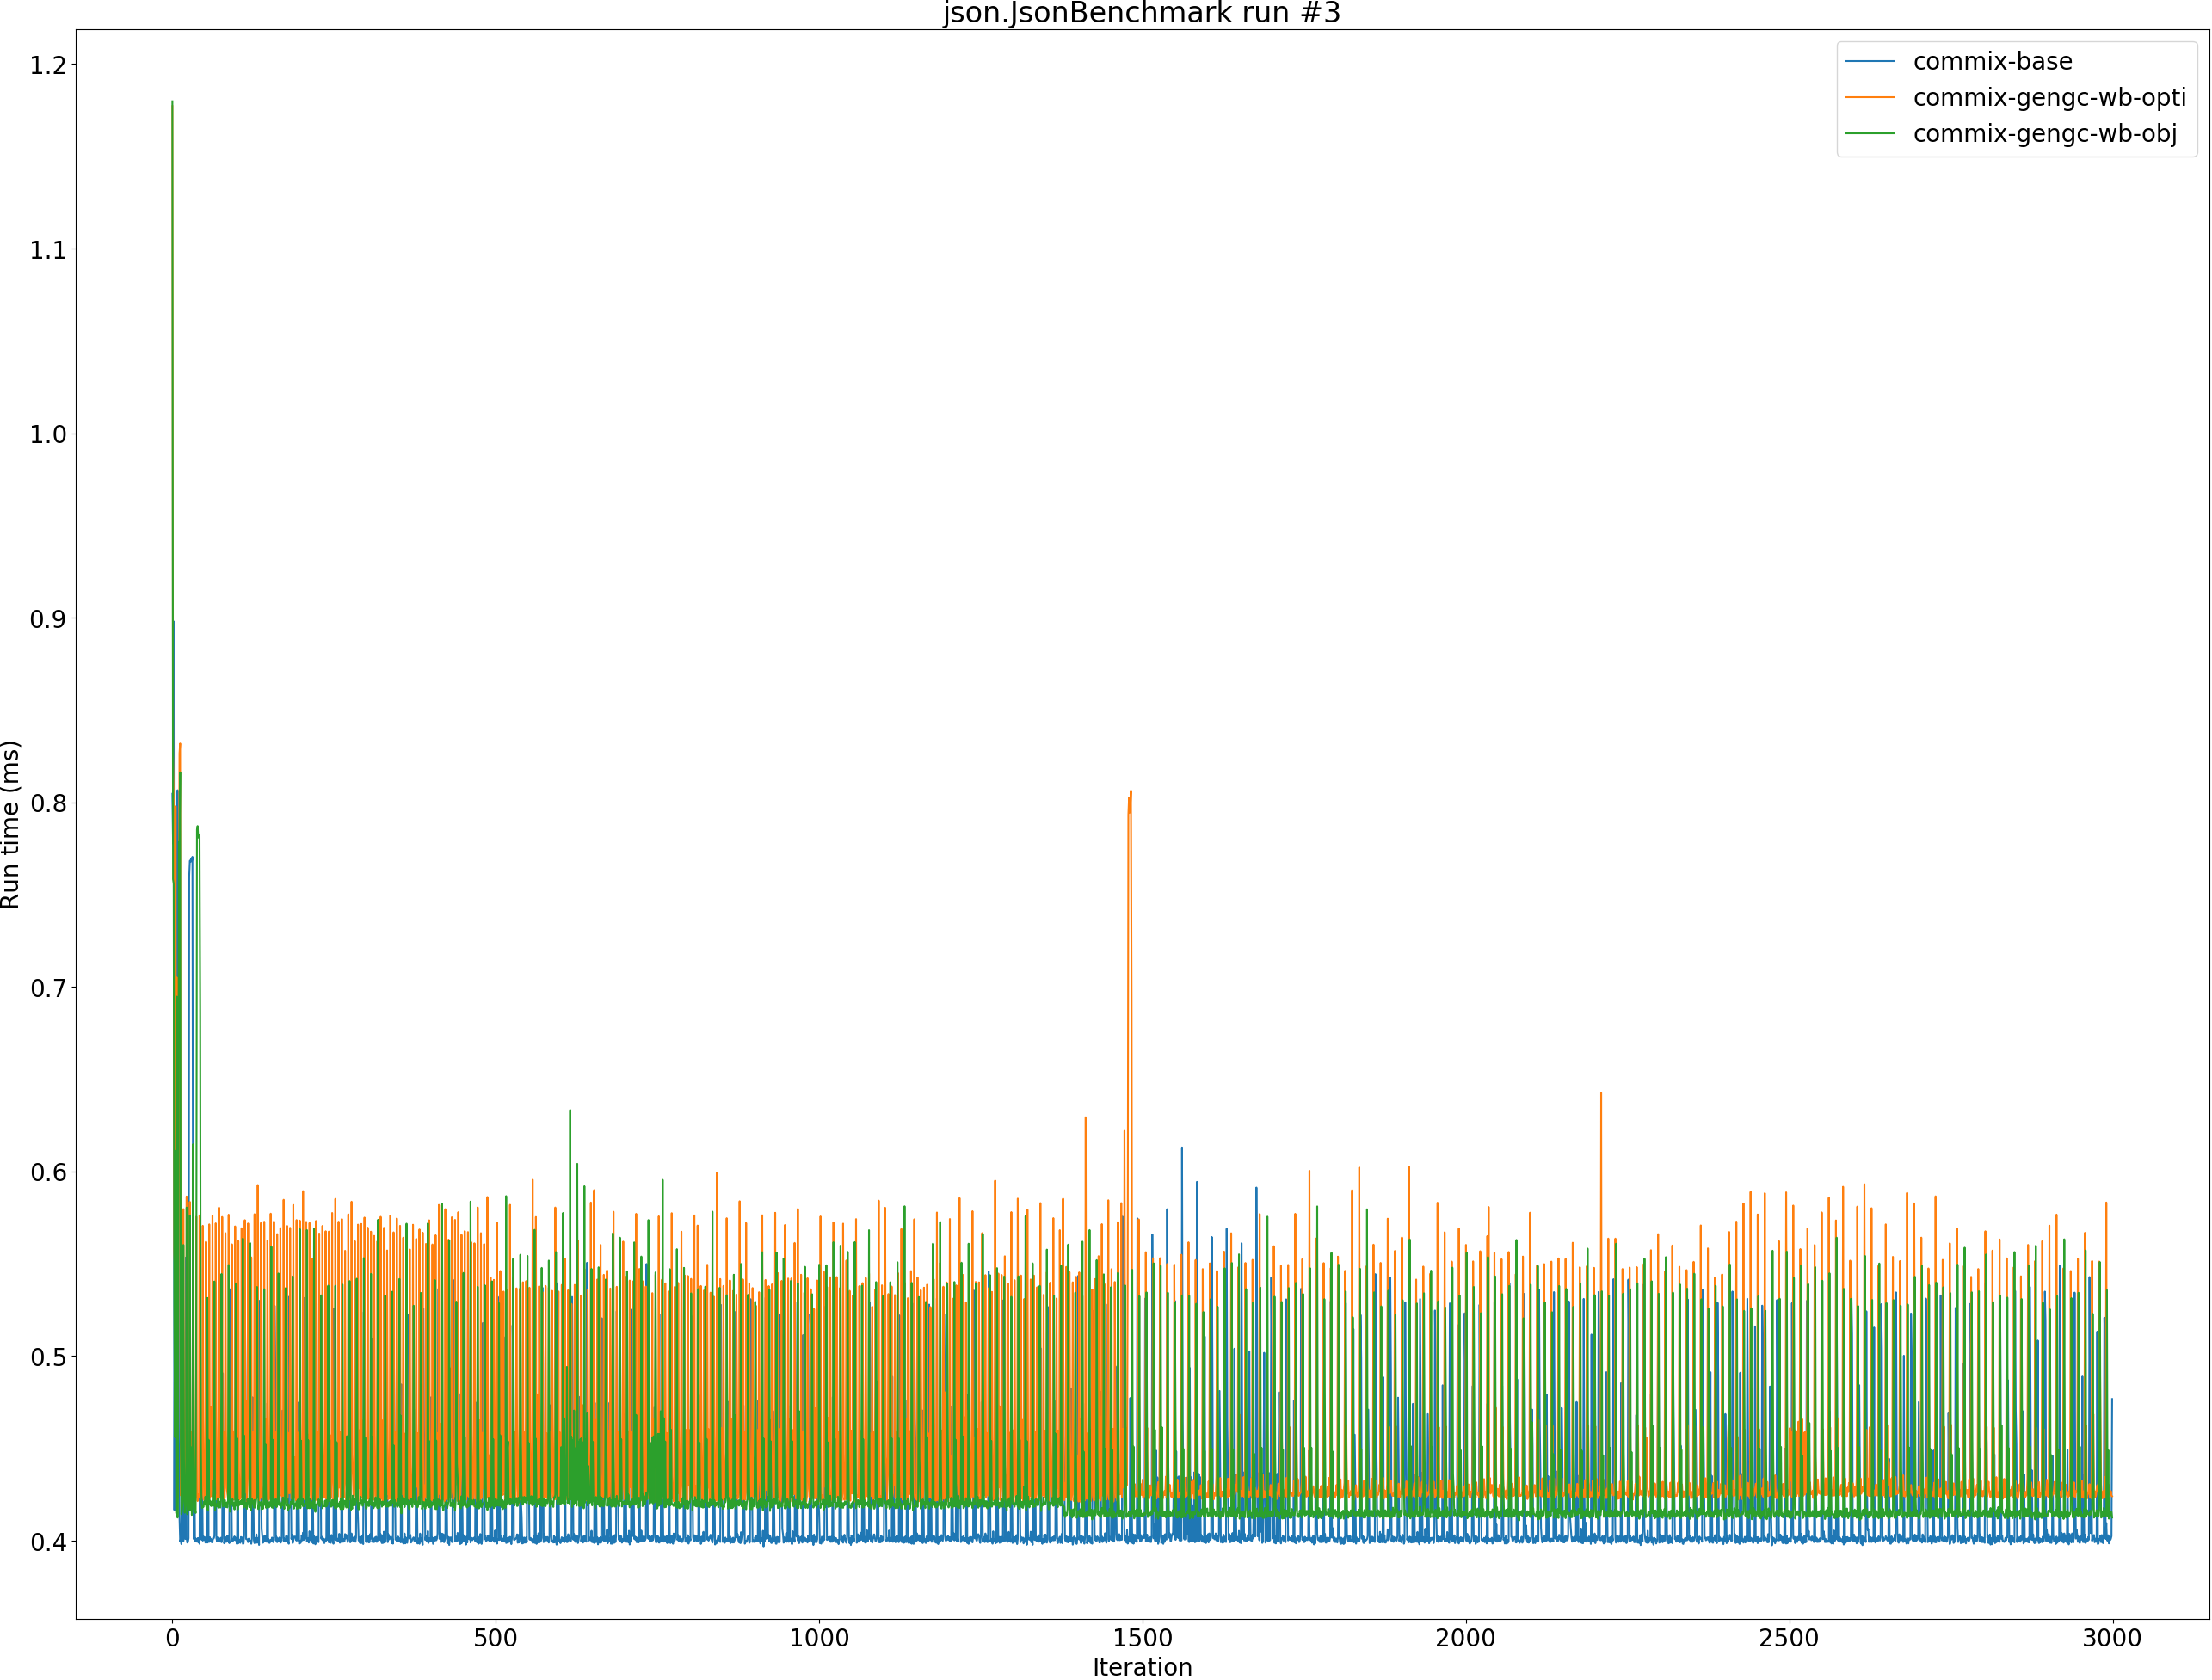 json.JsonBenchmark run #3
commix-base
commix-gengc-wb-opti
commix-gengc-wb-obj
Run time (ms)
1.2
1.1
1.0
0.9
0.8
0.7
0.6
0.5
0.4
0
500
1000
1500
2000
2500
3000
Iteration